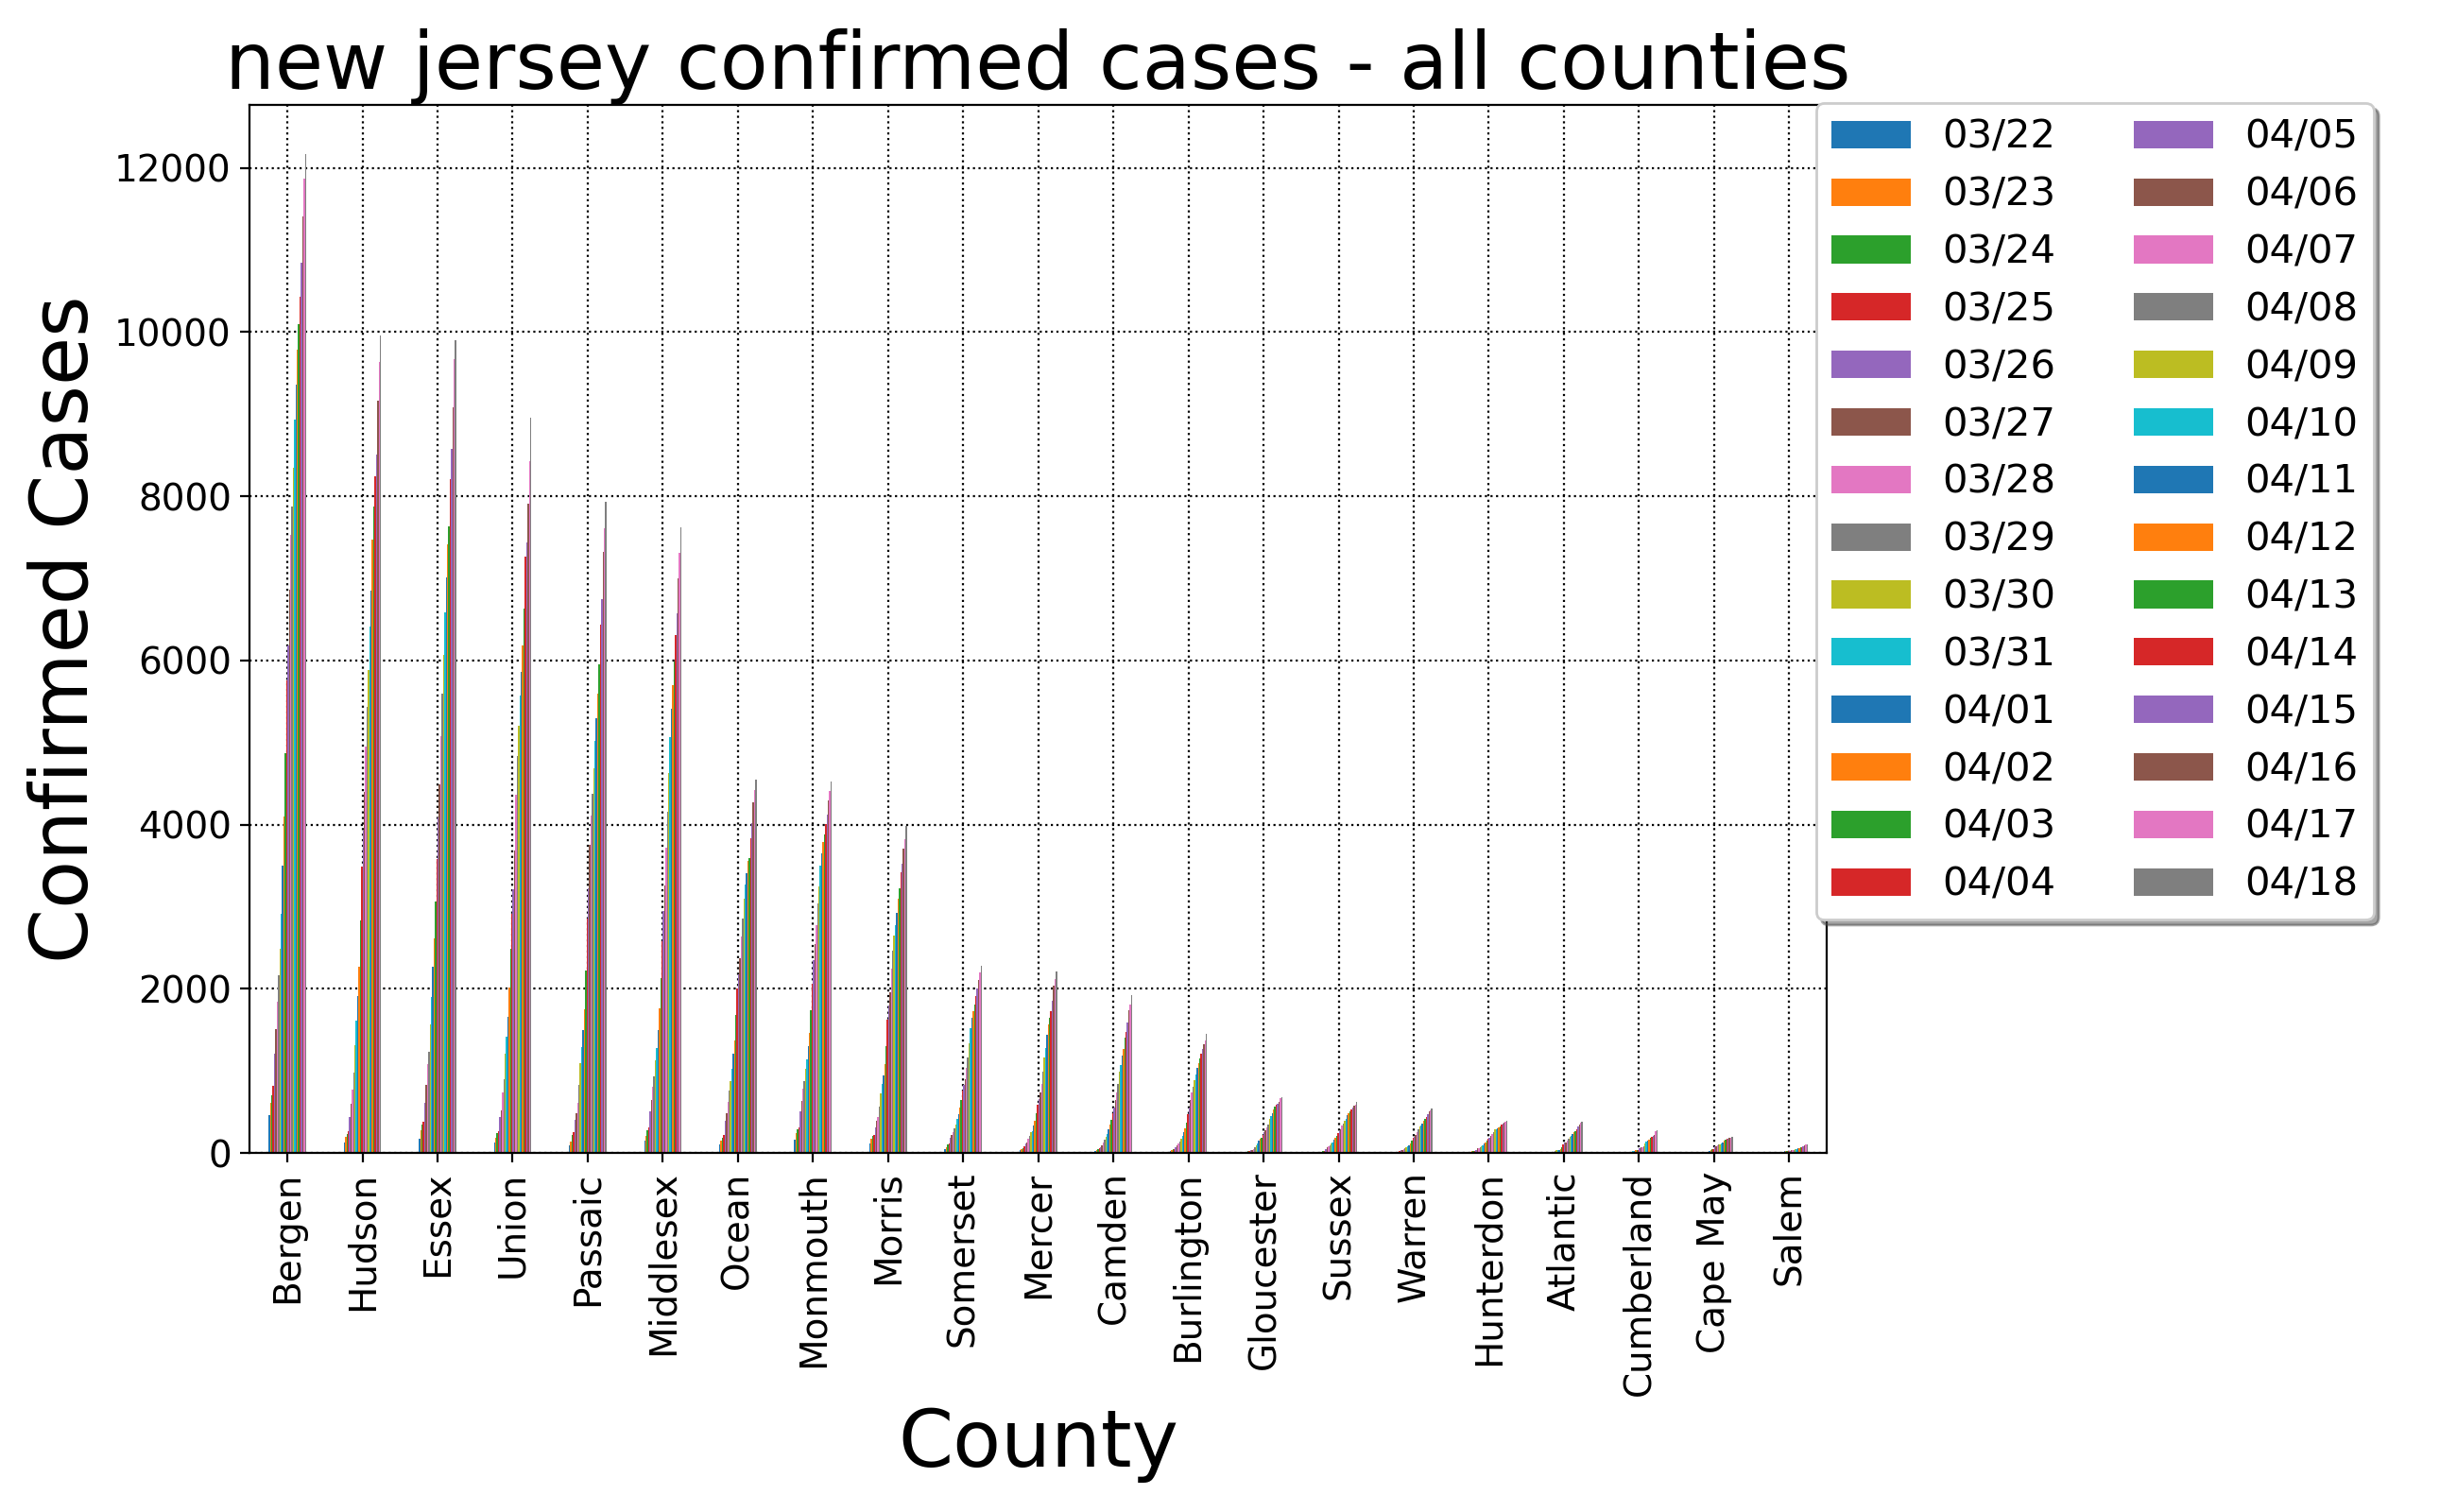 new jersey confirmed cases - all counties
Confirmed Cases
12000
10000
8000
6000
4000
2000
0
03/22
03/23
03/24
03/25
03/26
03/27
03/28
03/29
03/30
03/31
04/01
04/02
04/03
04/04
04/05
04/06
04/07
04/08
04/09
04/10
04/11
04/12
04/13
04/14
04/15
04/16
04/17
04/18
Bergen
Hudson
Essex
Union
Passaic
Middlesex
Ocean
Monmouth
Morris
Somerset
Mercer
Camden
Burlington
Gloucester
Sussex
Warren
Hunterdon
Atlantic
Cumberland
Cape May
Salem
County